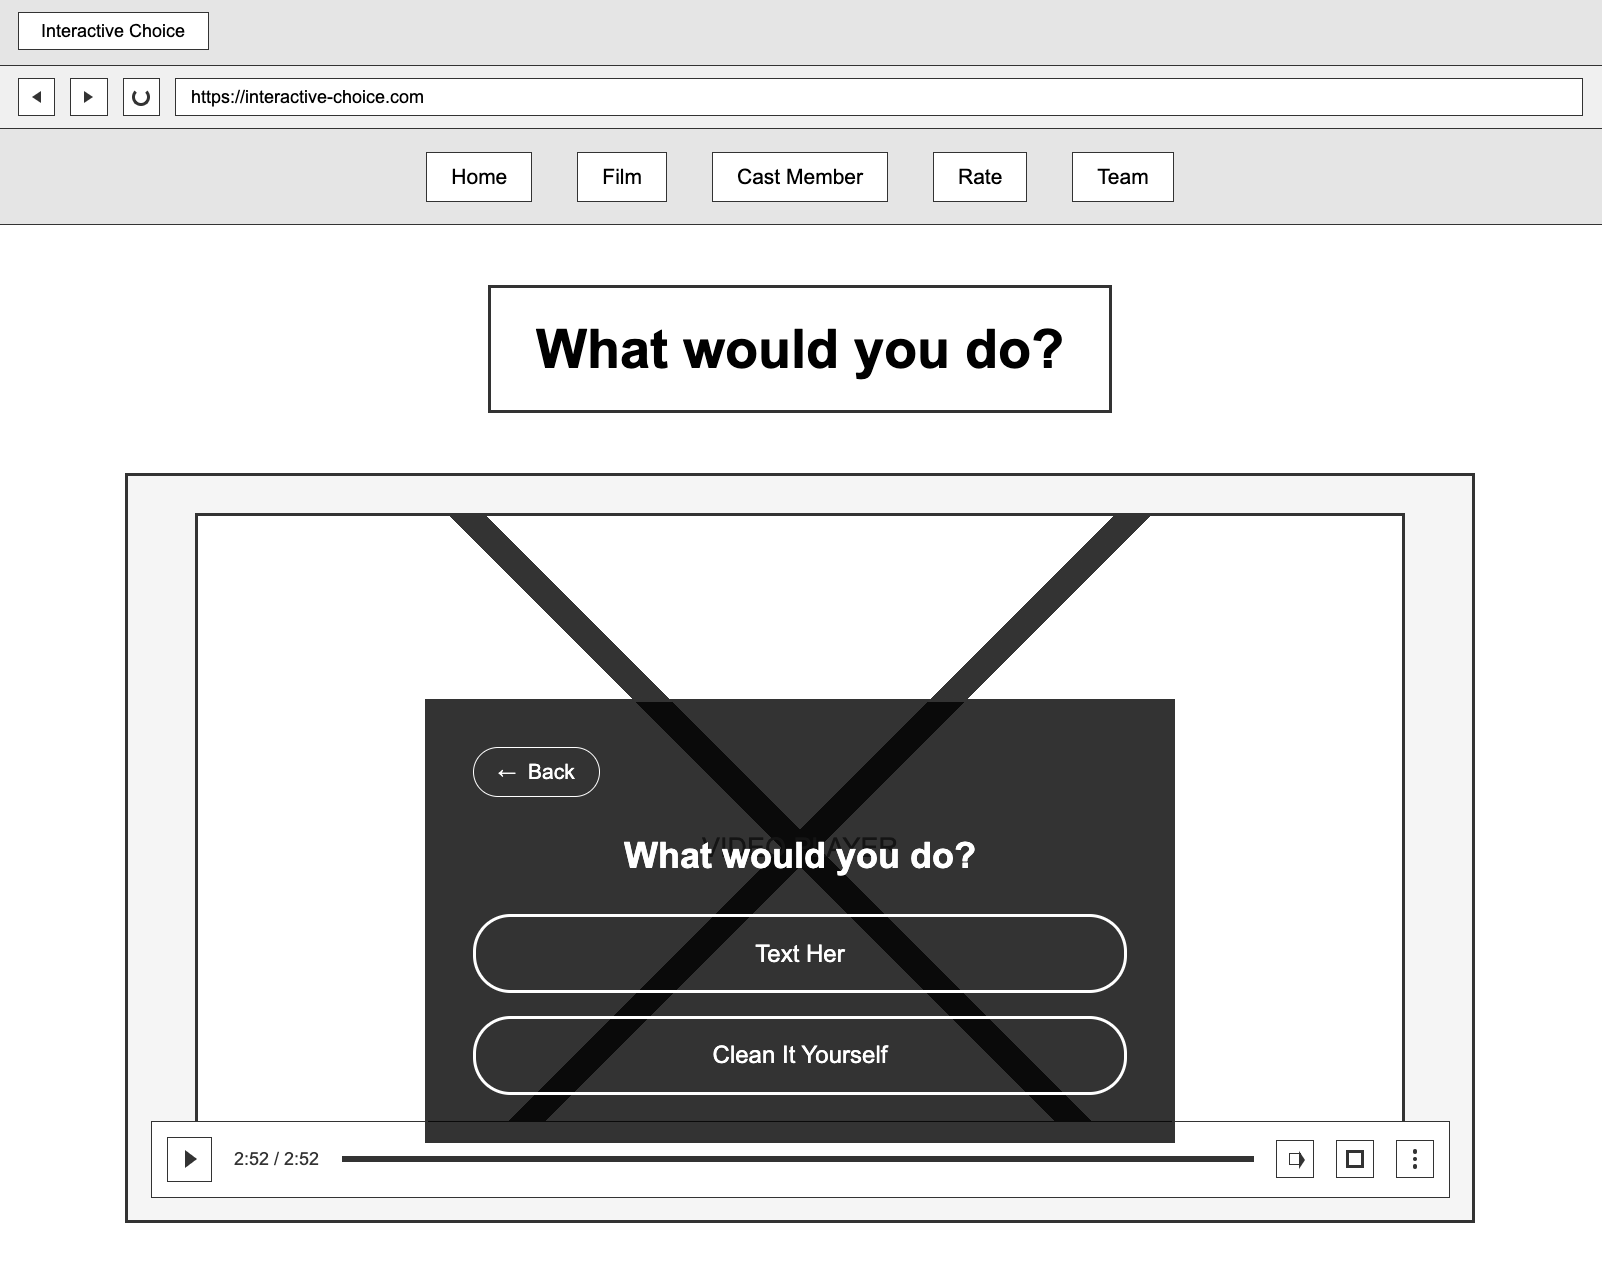 Interactive Choice
https://interactive-choice.com
Home Film Cast Member Rate Team
What would you do?
← Back
VIDEO PLAYER
What would you do?
Text Her
Clean It Yourself
2:52 / 2:52